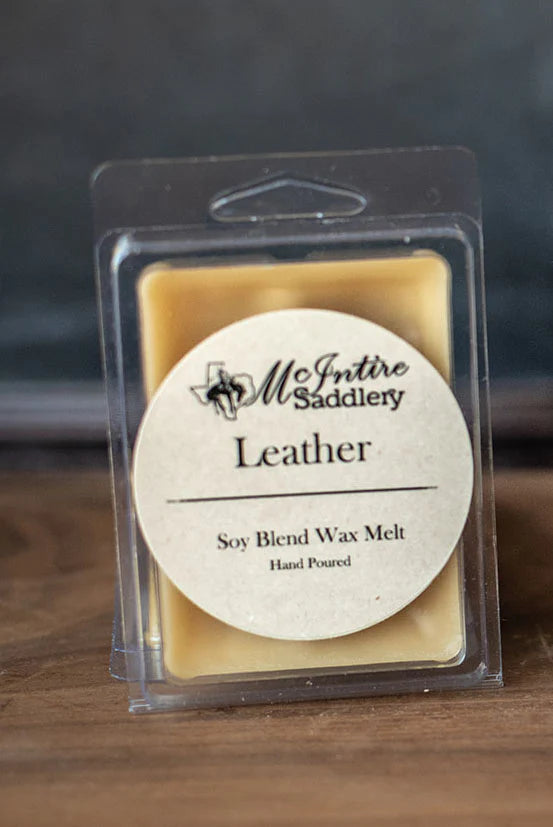 McIntire
Saddlery
Leather
Soy Blend Wax Melt
Hand Poured